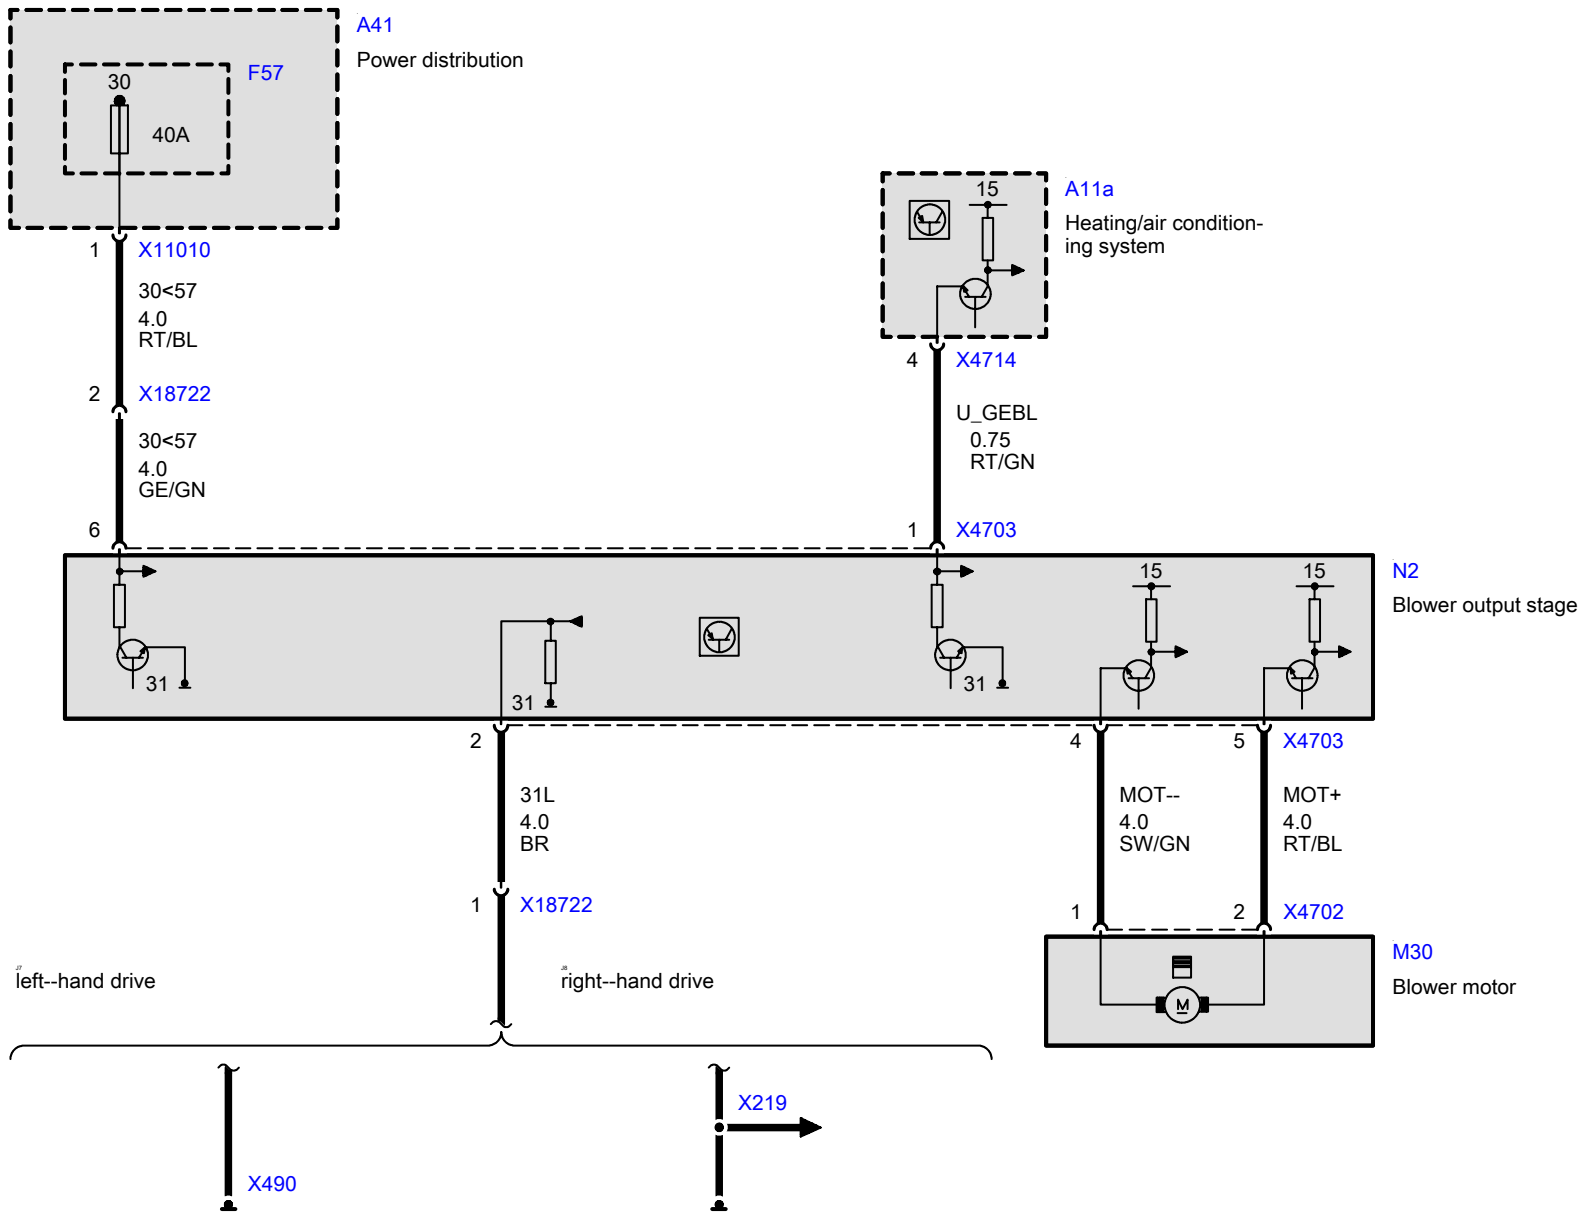 A41
Power distribution
F57
30
40A
1 X11010
30<57
4.0
RT/BL
2 X18722
30<57
4.0
GE/GN
6
15
A11a
Heating/air condition-
ing system
4 X4714
U_GEBL
0.75
RT/GN
1 X4703
N2
Blower output stage
15
15
31
31
31
2
4
5 X4703
31L
4.0
BR
MOT--
4.0
SW/GN
MOT+
4.0
RT/BL
1 X18722
1
2 X4702
M30
Blower motor
M
left--hand drive
right--hand drive
X219
X490